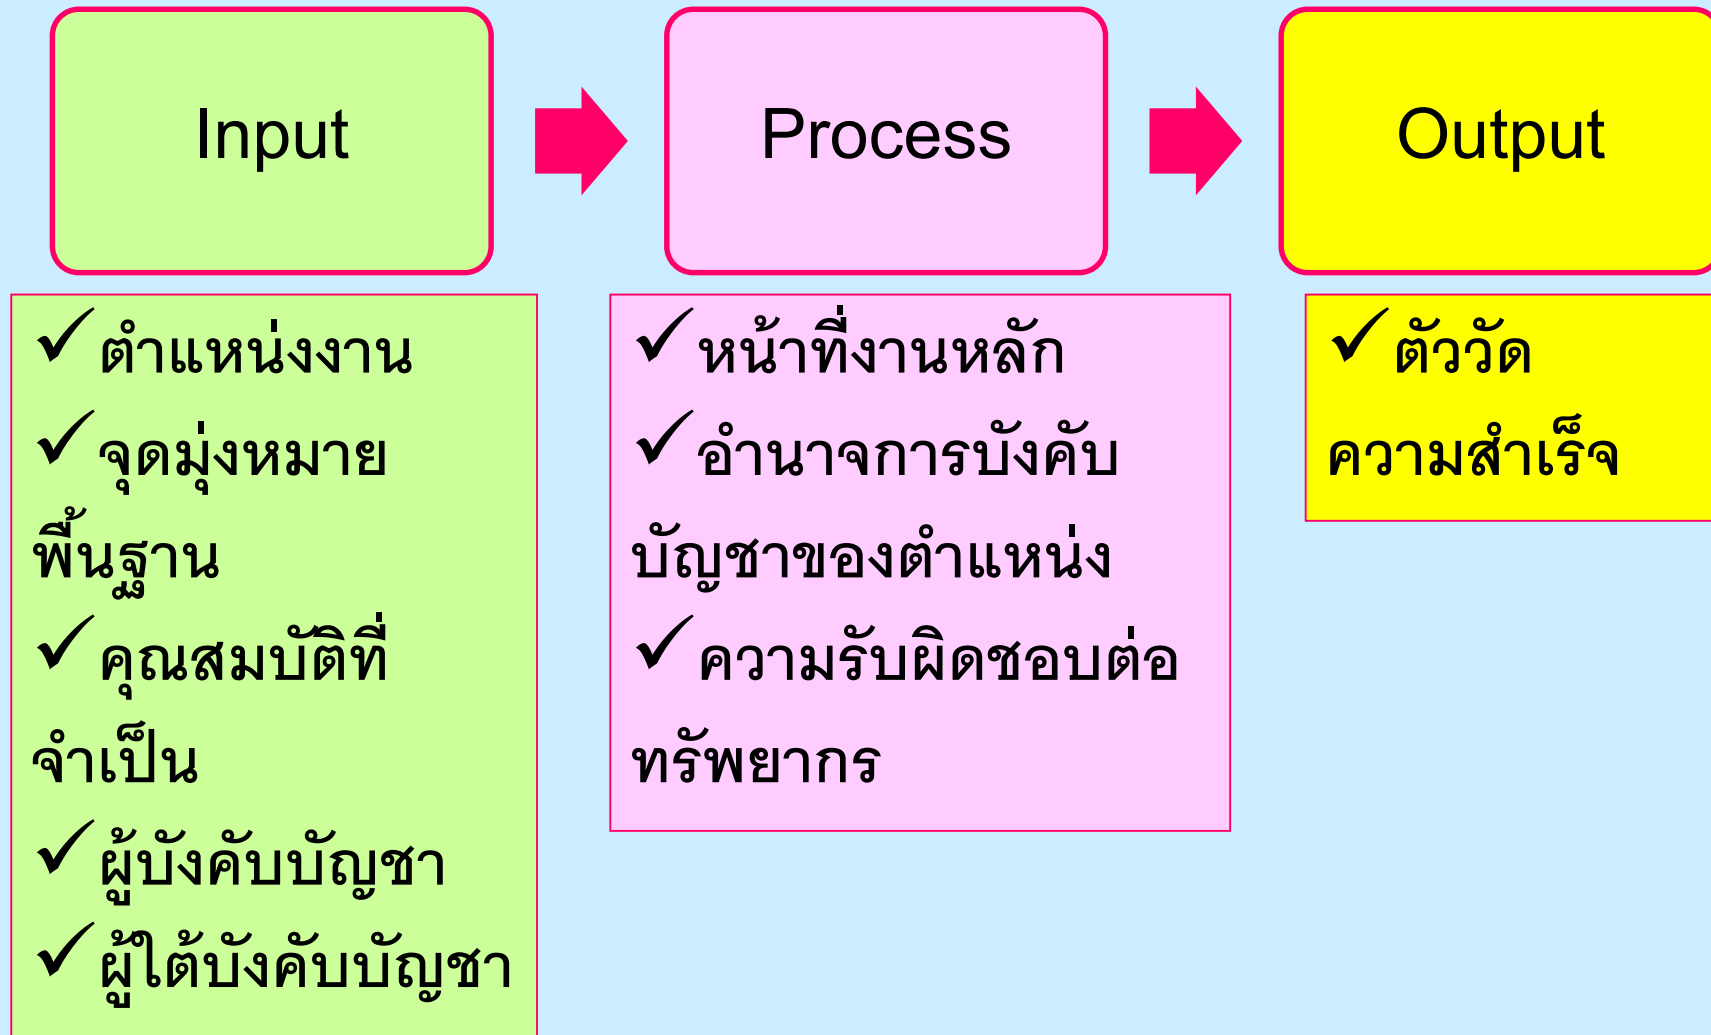 Input
Process
Output
✓ตำแหน่งงาน
✓จุดมุ่งหมาย
พื้นฐาน
✓คุณสมบัติที่
จำเป็น
✓ผู้บังคับบัญชา
✓ผู้ใต้บังคับบัญชา
✓หน้าที่งานหลัก
✓อำนาจการบังคับ
บัญชาของตำแหน่ง
✓ความรับผิดชอบต่อ
ทรัพยากร
✓ตัววัด
ความสำเร็จ